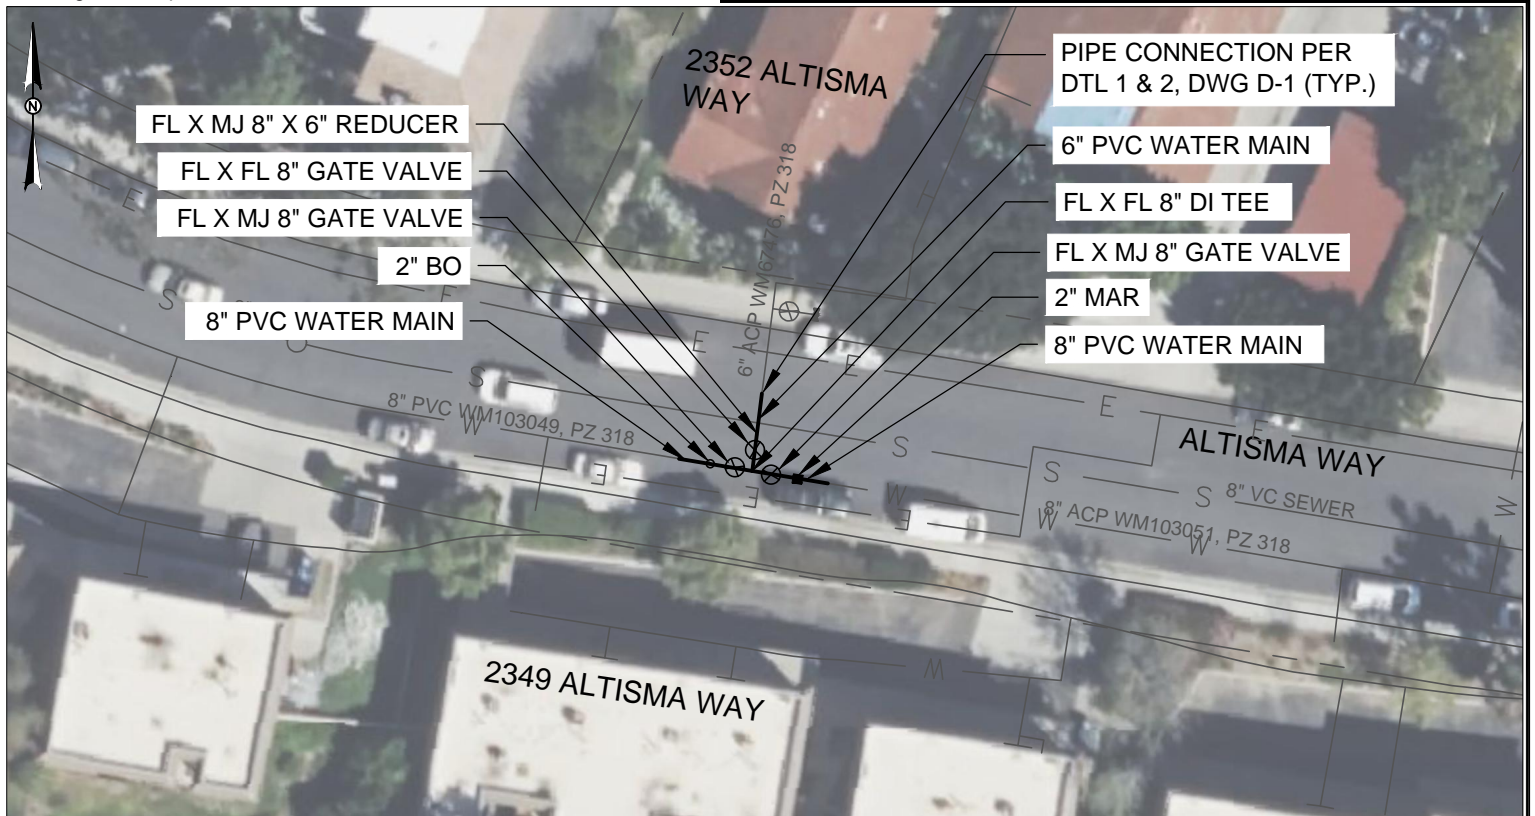 N
2352 ALTISMA
WAY
FL X MJ 8" X 6" REDUCER
FL X FL 8" GATE VALVE
FL X MJ 8" GATE VALVE
2" BO
8" PVC WATER MAIN
PIPE CONNECTION PER
DTL 1 & 2, DWG D-1 (TYP.)
6" PVC WATER MAIN
FL X FL 8" DI TEE
FL X MJ 8" GATE VALVE
2" MAR
8" PVC WATER MAIN
6" ACP WM67476, PZ 318
8" PVC WM103049, PZ 318
ALTISMA WAY
8" VC SEWER
8" ACP WM103051, PZ 318
2349 ALTISMA WAY
E
E
E
E
E
E
E
E
E
S
S
S
S
S
W
W
W
W
W
W